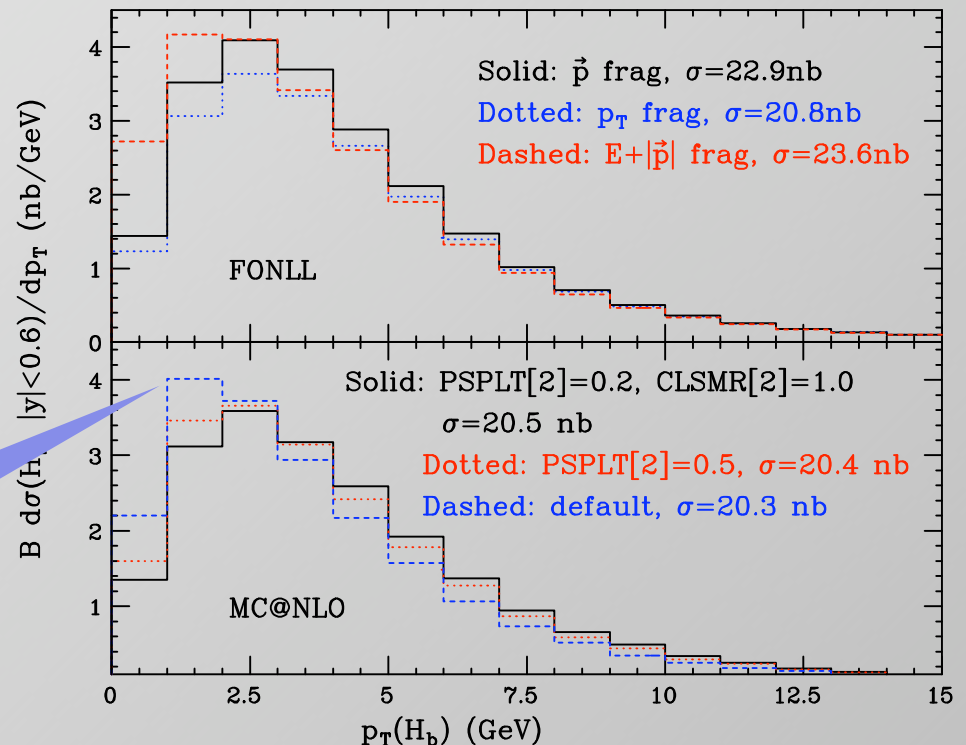 B dσ(H |y|<0.6)/dp_T (nb/GeV)
4
3
2
1
0
Solid: p⃗ frag, σ=22.9nb
Dotted: p_T frag, σ=20.8nb
Dashed: E+|p⃗| frag, σ=23.6nb
FONLL
4
3
2
1
Solid: PSPLT[2]=0.2, CLSMR[2]=1.0
σ=20.5 nb
Dotted: PSPLT[2]=0.5, σ=20.4 nb
Dashed: default, σ=20.3 nb
MC@NLO
0 2.5 5 7.5 10 12.5 15
p_T(H_b) (GeV)